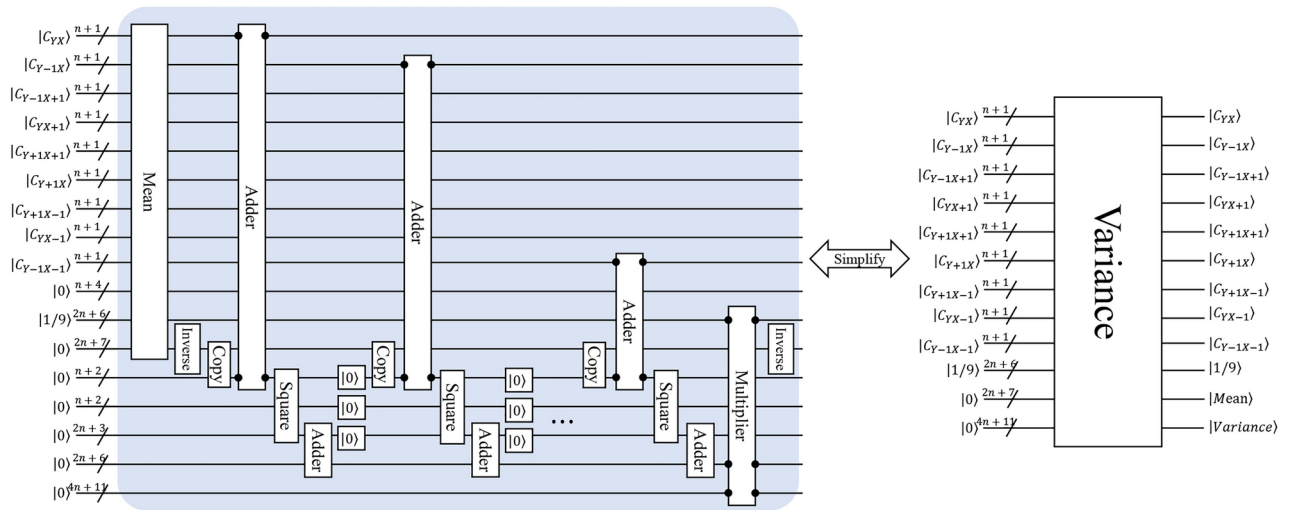 |C_{YX}⟩ n + 1
|C_{Y−1X}⟩ n + 1
|C_{Y−1X+1}⟩ n + 1
|C_{YX+1}⟩ n + 1
|C_{Y+1X+1}⟩ n + 1
|C_{Y+1X}⟩ n + 1
|C_{Y+1X−1}⟩ n + 1
|C_{YX−1}⟩ n + 1
|C_{Y−1X−1}⟩ n + 1
|0⟩ n + 4
|1/9⟩ 2n + 6
|0⟩ 2n + 7
|0⟩ n + 2
|0⟩ n + 2
|0⟩ 2n + 3
|0⟩ 2n + 6
|0⟩ 4n + 11
Mean
Inverse
Copy
Adder
Square
Adder
|0⟩
|0⟩
|0⟩
Copy
Adder
Square
Adder
|0⟩
|0⟩
|0⟩
...
Copy
Adder
Square
Adder
Multiplier
Inverse
Simplify
|C_{YX}⟩ n + 1
|C_{Y−1X}⟩ n + 1
|C_{Y−1X+1}⟩ n + 1
|C_{YX+1}⟩ n + 1
|C_{Y+1X+1}⟩ n + 1
|C_{Y+1X}⟩ n + 1
|C_{Y+1X−1}⟩ n + 1
|C_{YX−1}⟩ n + 1
|C_{Y−1X−1}⟩ n + 1
|1/9⟩ 2n + 6
|0⟩ 2n + 7
|0⟩ 4n + 11
Variance
|C_{YX}⟩
|C_{Y−1X}⟩
|C_{Y−1X+1}⟩
|C_{YX+1}⟩
|C_{Y+1X+1}⟩
|C_{Y+1X}⟩
|C_{Y+1X−1}⟩
|C_{YX−1}⟩
|C_{Y−1X−1}⟩
|1/9⟩
|Mean⟩
|Variance⟩